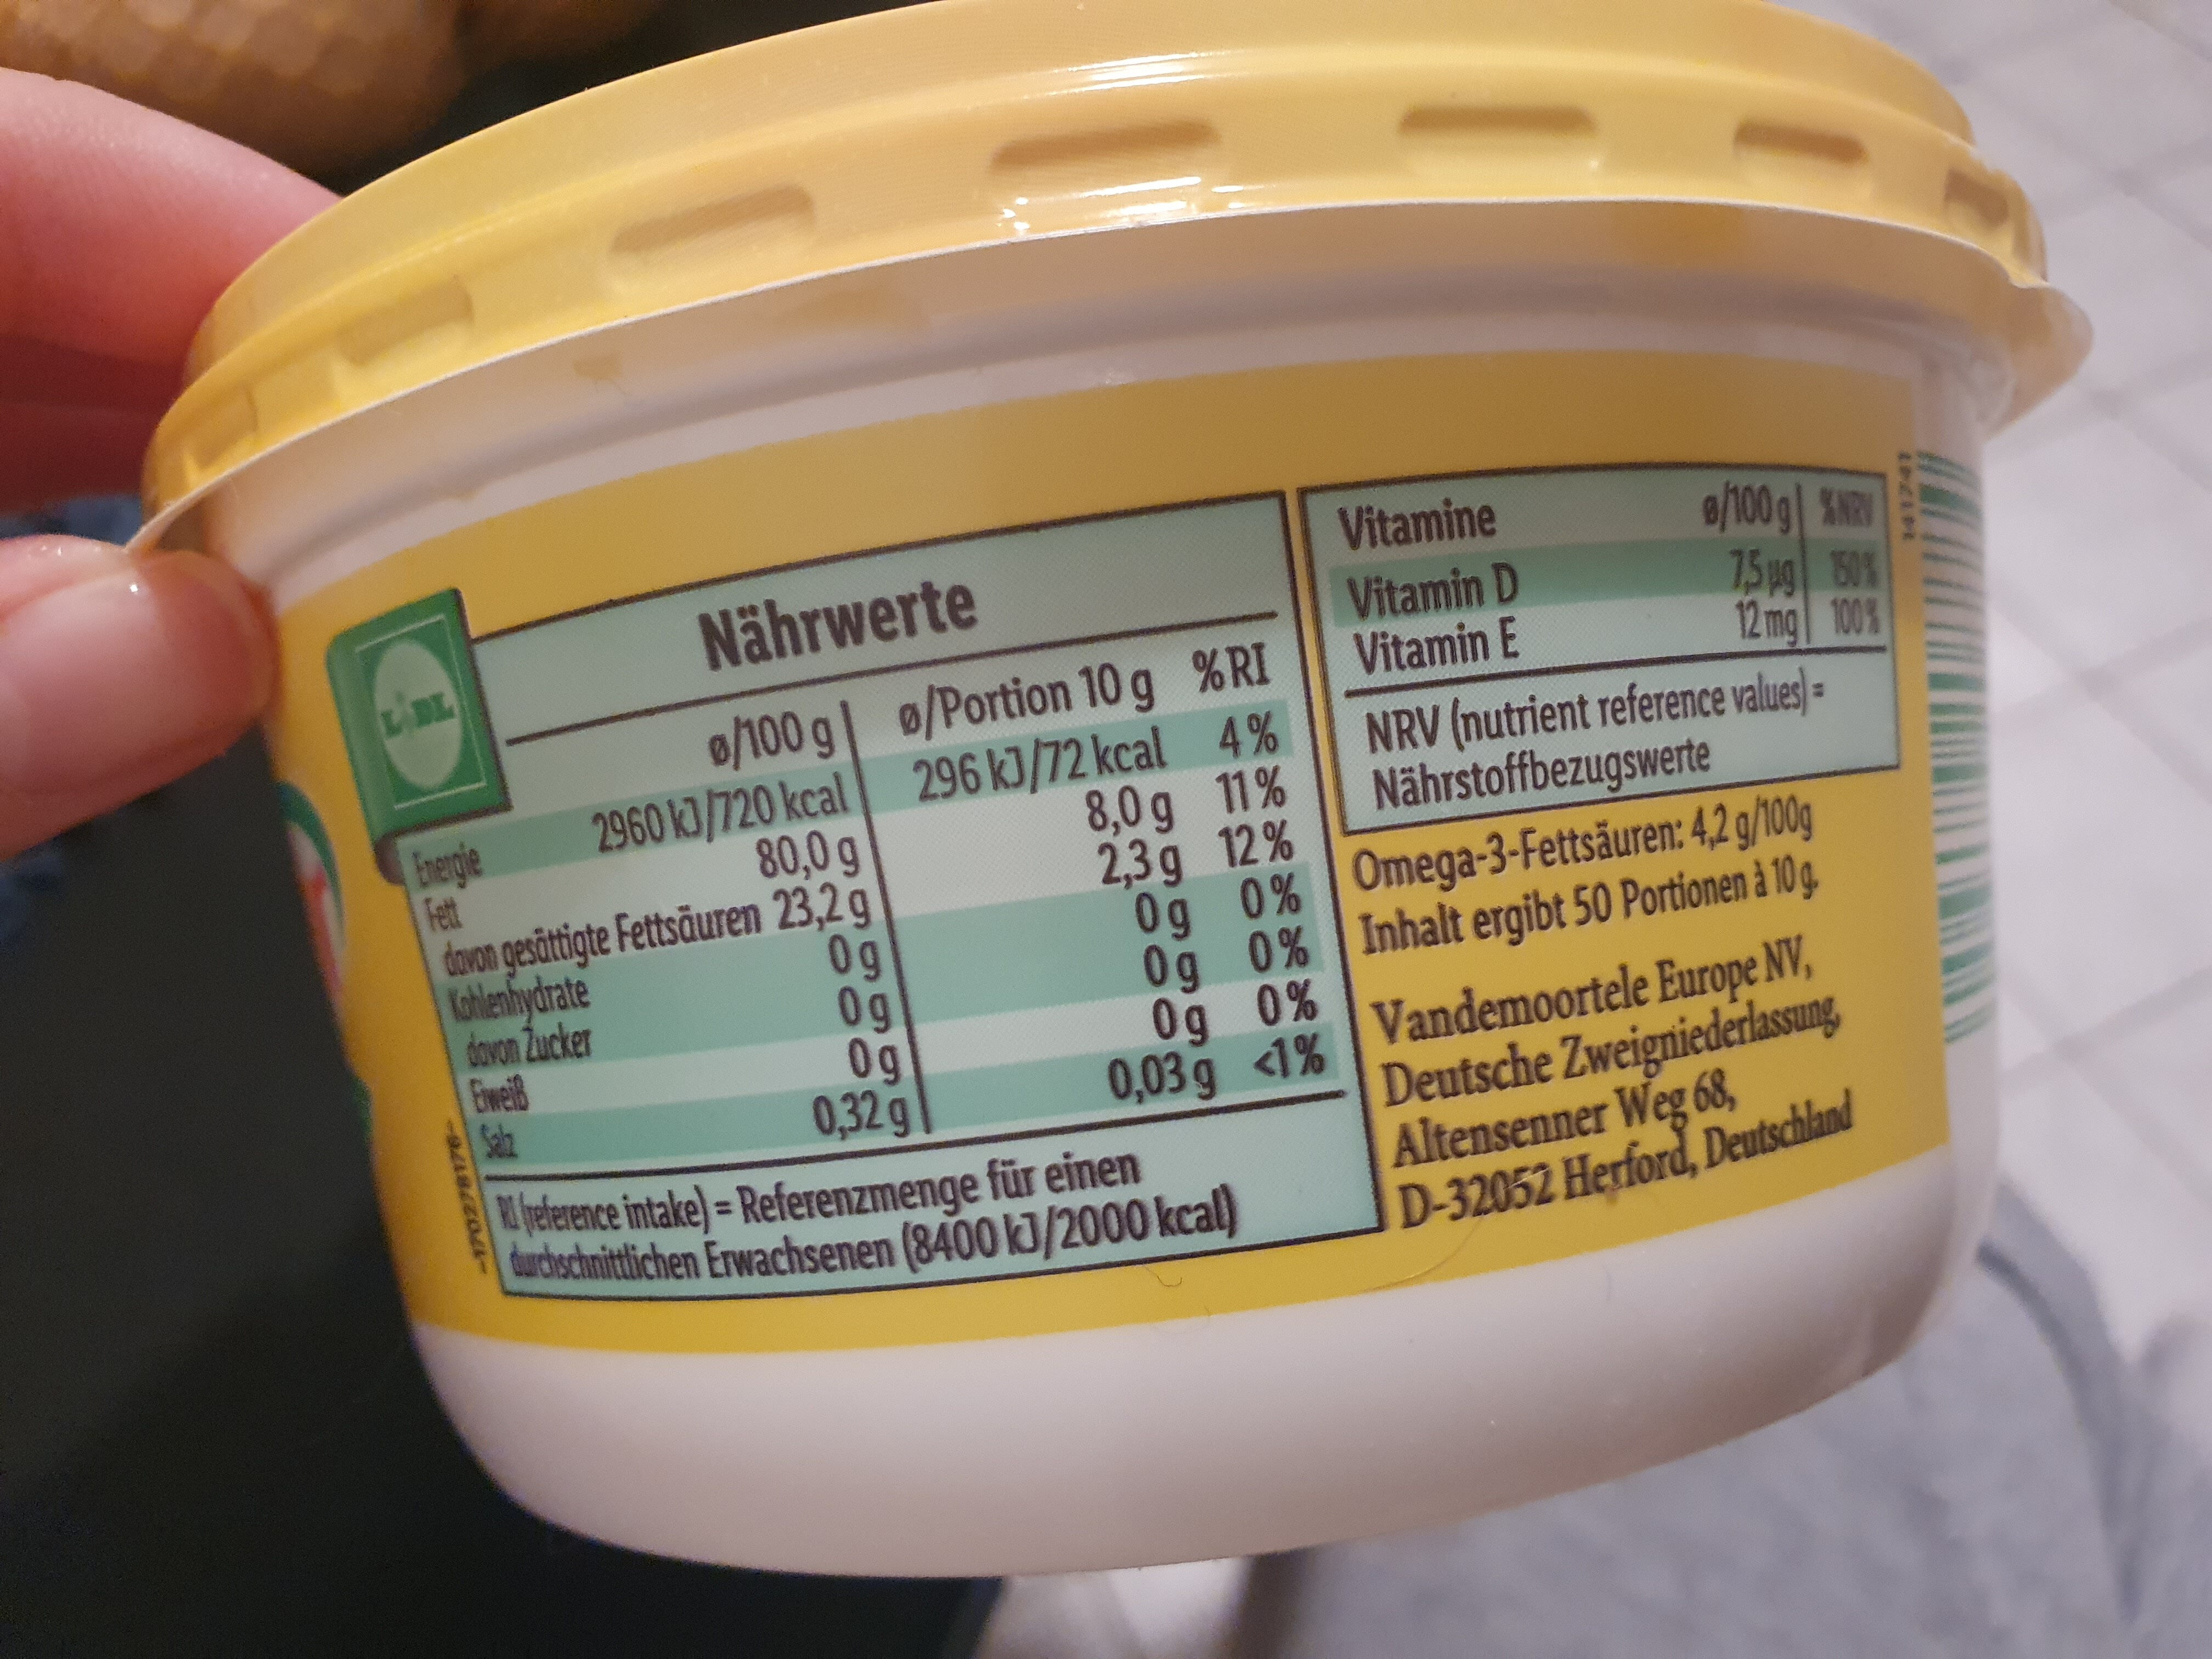 LIDL
Nährwerte
ø/100 g ø/Portion 10 g %RI
Energie 2960 kJ/720 kcal 296 kJ/72 kcal 4%
Fett 80,0 g 8,0 g 11%
davon gesättigte Fettsäuren 23,2 g 2,3 g 12%
Kohlenhydrate 0 g 0 g 0%
davon Zucker 0 g 0 g 0%
Eiweiß 0 g 0 g 0%
Salz 0,32 g 0,03 g <1%
RI (reference intake) = Referenzmenge für einen
durchschnittlichen Erwachsenen (8400 kJ/2000 kcal)
Vitamine ø/100 g %NRV
Vitamin D 7,5 µg 150%
Vitamin E 12 mg 100%
NRV (nutrient reference values) =
Nährstoffbezugswerte
Omega-3-Fettsäuren: 4,2 g/100g
Inhalt ergibt 50 Portionen à 10 g.
Vandemoortele Europe NV,
Deutsche Zweigniederlassung,
Altensenner Weg 68,
D-32052 Herford, Deutschland
1417241